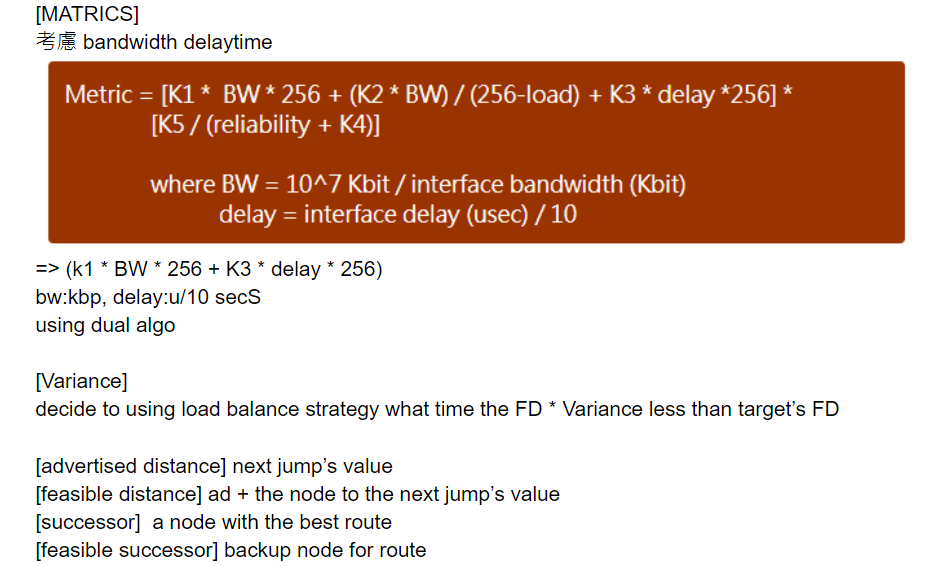 [MATRICS]
考慮 bandwidth delaytime
Metric = [K1 *  BW * 256 + (K2 * BW) / (256-load) + K3 * delay *256] *
[K5 / (reliability + K4)]
where BW = 10^7 Kbit / interface bandwidth (Kbit)
delay = interface delay (usec) / 10
=> (k1 * BW * 256 + K3 * delay * 256)
bw:kbp, delay:u/10 secS
using dual algo
[Variance]
decide to using load balance strategy what time the FD * Variance less than target’s FD
[advertised distance] next jump’s value
[feasible distance] ad + the node to the next jump’s value
[successor]  a node with the best route
[feasible successor] backup node for route